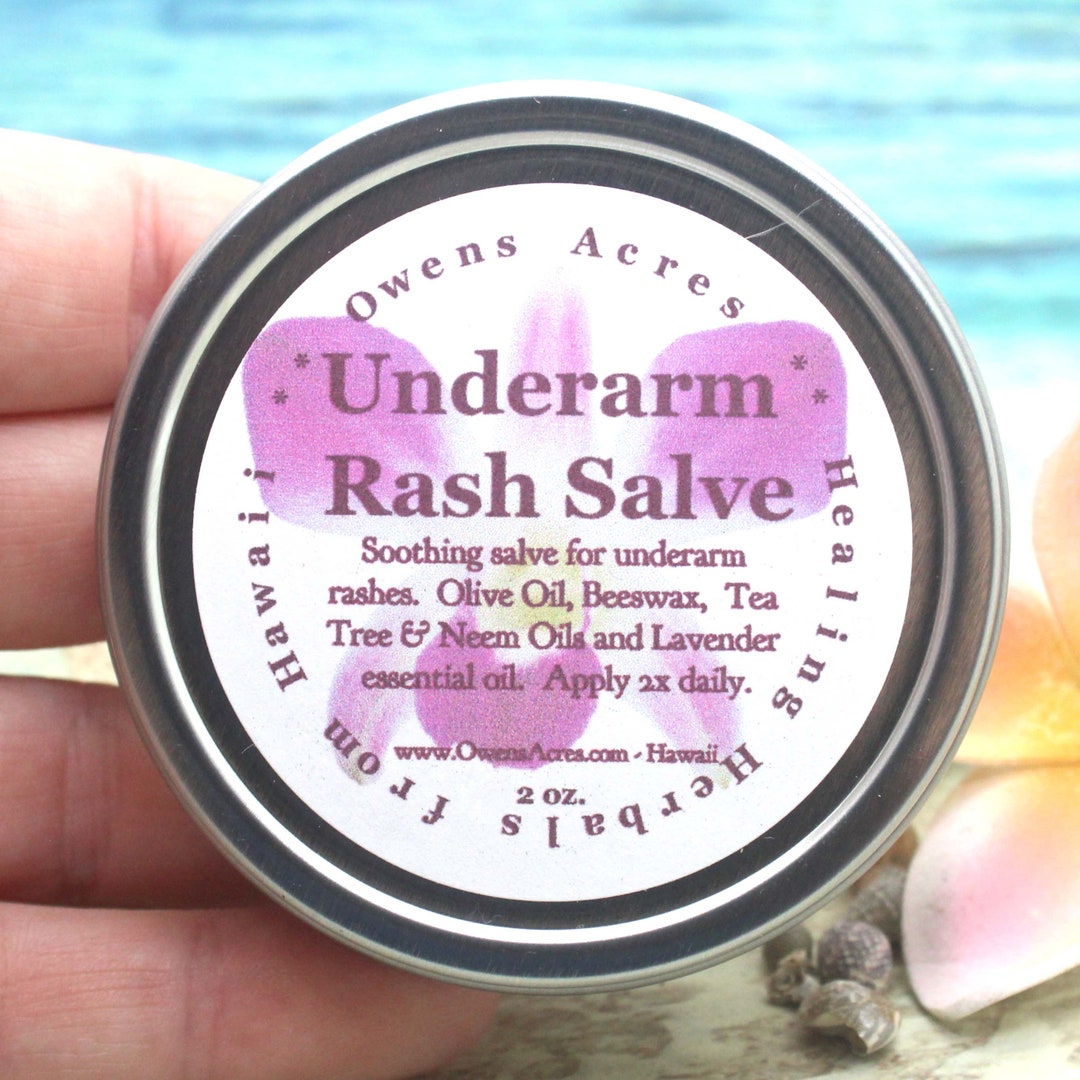 Owens Acres
* Underarm *
* Rash Salve *
Soothing salve for underarm
rashes. Olive Oil, Beeswax, Tea
Tree & Neem Oils and Lavender
essential oil. Apply 2x daily.
www.OwensAcres.com - Hawaii
2 oz.
Healing Herbals from Hawaii